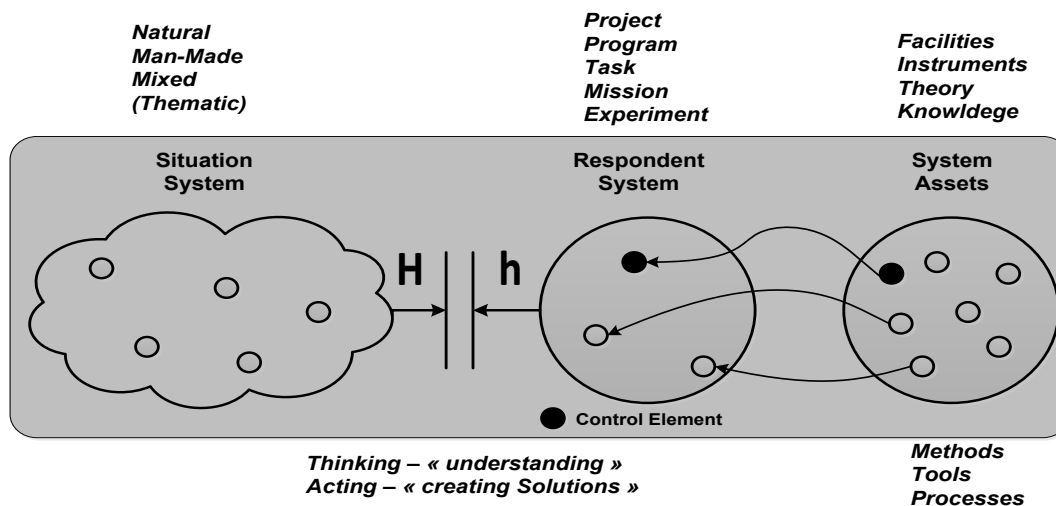 Natural
Man-Made
Mixed
(Thematic)
Project
Program
Task
Mission
Experiment
Facilities
Instruments
Theory
Knowldege
Situation
System
Respondent
System
System
Assets
H
h
Control Element
Thinking – « understanding »
Acting – « creating Solutions »
Methods
Tools
Processes